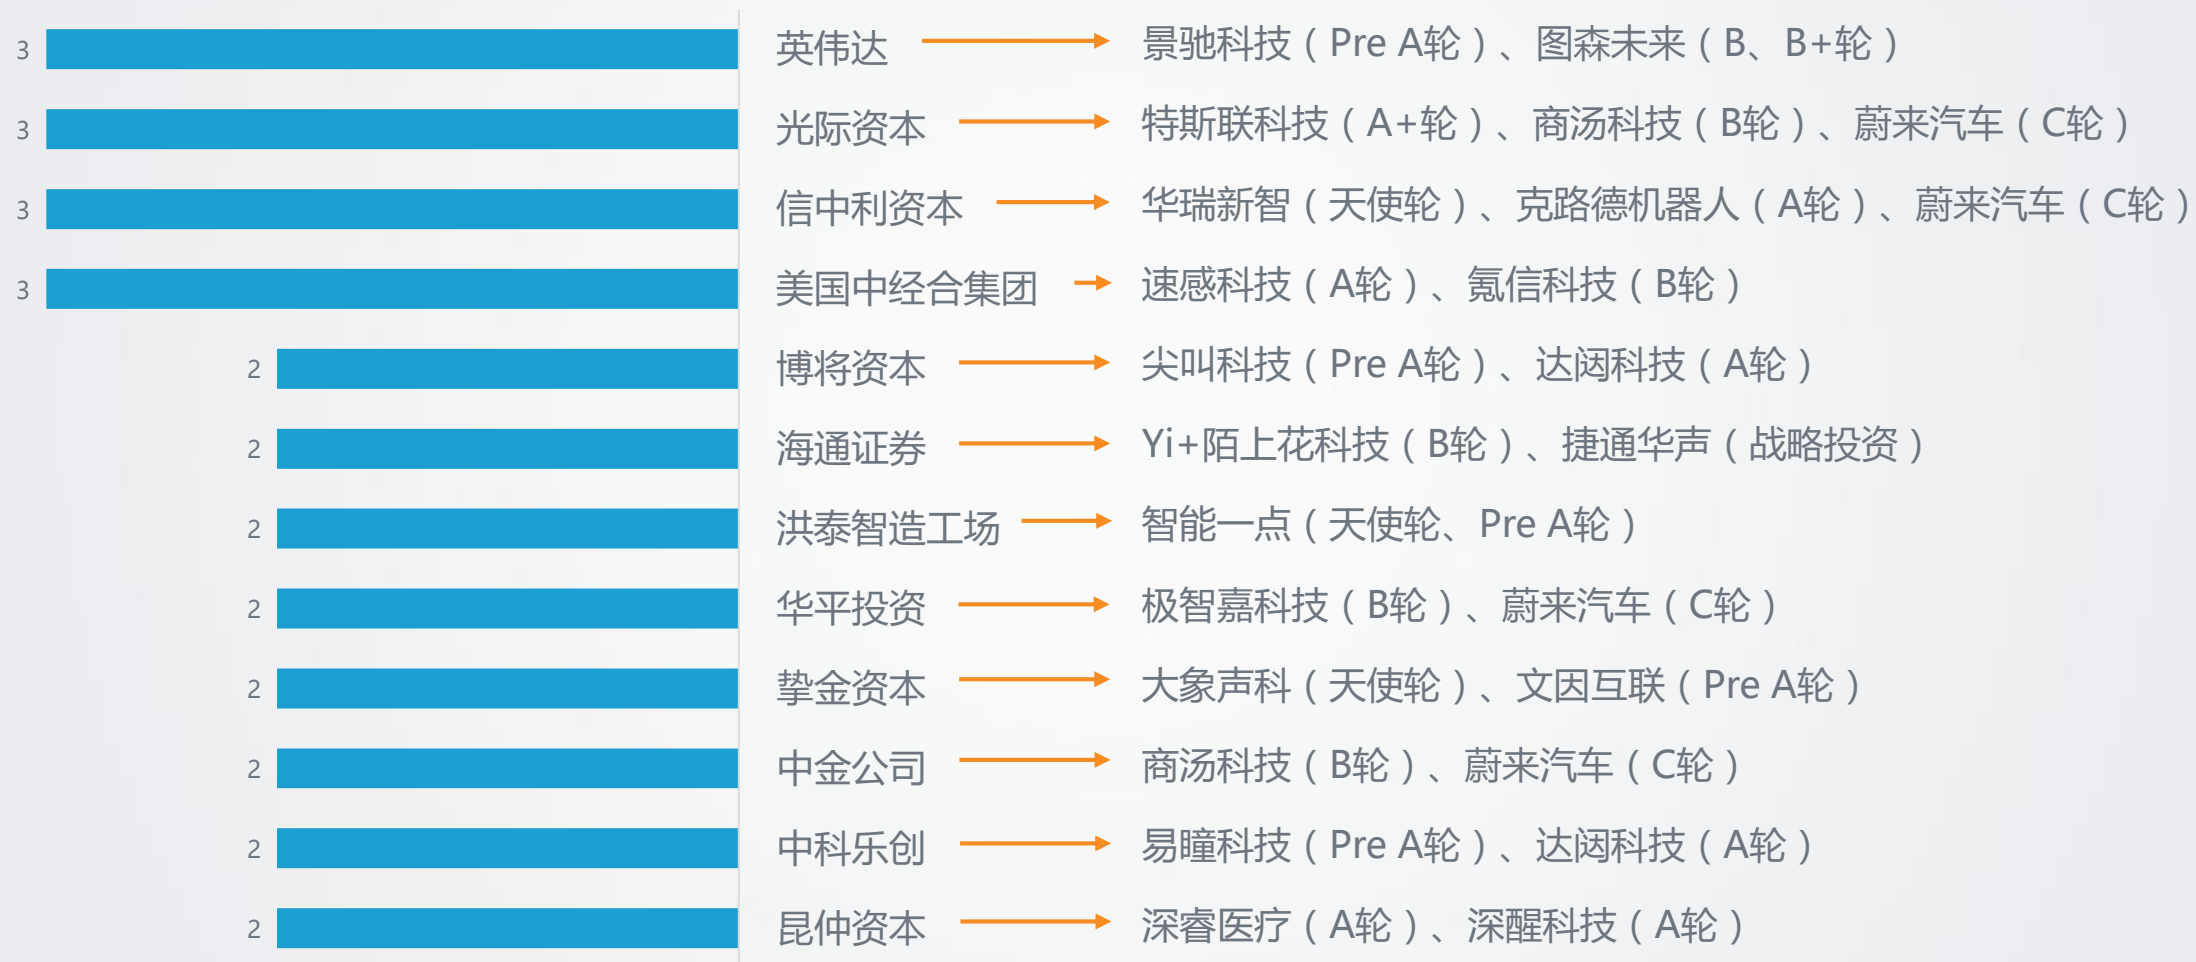 3 英伟达 景驰科技（Pre A轮）、图森未来（B、B+轮）
3 光际资本 特斯联科技（A+轮）、商汤科技（B轮）、蔚来汽车（C轮）
3 信中利资本 华瑞新智（天使轮）、克路德机器人（A轮）、蔚来汽车（C轮）
3 美国中经合集团 速感科技（A轮）、氪信科技（B轮）
2 博将资本 尖叫科技（Pre A轮）、达闼科技（A轮）
2 海通证券 Yi+陌上花科技（B轮）、捷通华声（战略投资）
2 洪泰智造工场 智能一点（天使轮、Pre A轮）
2 华平投资 极智嘉科技（B轮）、蔚来汽车（C轮）
2 挚金资本 大象声科（天使轮）、文因互联（Pre A轮）
2 中金公司 商汤科技（B轮）、蔚来汽车（C轮）
2 中科乐创 易瞳科技（Pre A轮）、达闼科技（A轮）
2 昆仲资本 深睿医疗（A轮）、深醒科技（A轮）